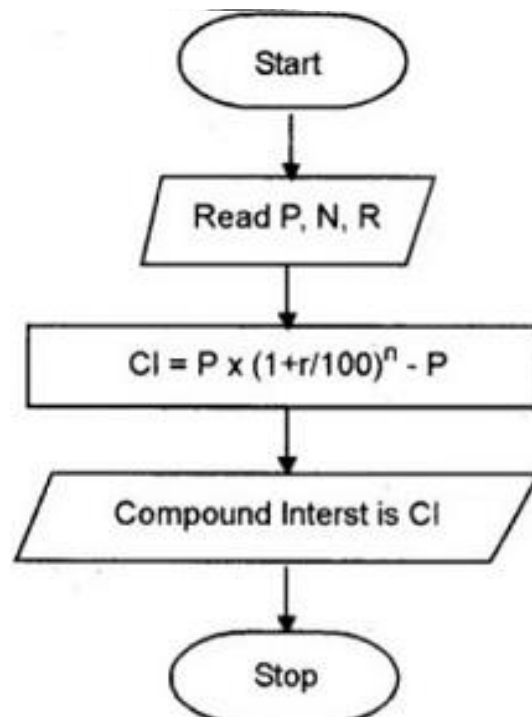 Start
Read P, N, R
CI = P x (1+r/100)^n - P
Compound Interst is CI
Stop